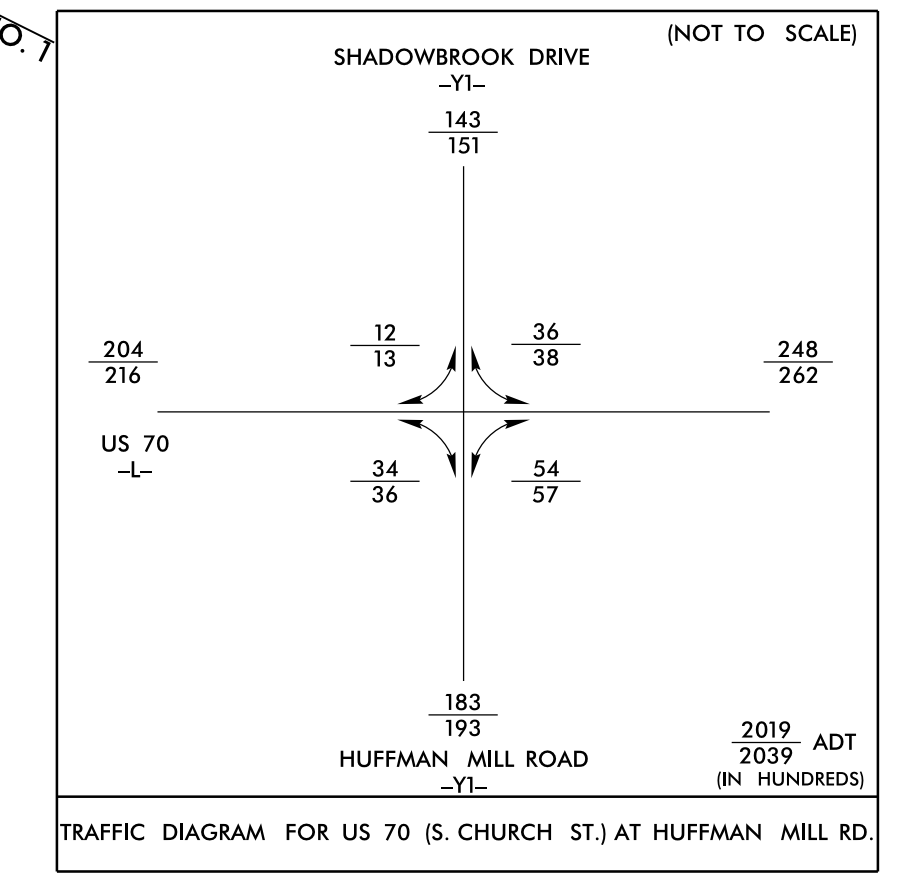 O. 1
(NOT TO SCALE)
SHADOWBROOK DRIVE
–Y1–
143
151
12
13
36
38
204
216
248
262
US 70
–L–
34
36
54
57
183
193
HUFFMAN MILL ROAD
–Y1–
2019
2039
ADT
(IN HUNDREDS)
TRAFFIC DIAGRAM FOR US 70 (S. CHURCH ST.) AT HUFFMAN MILL RD.